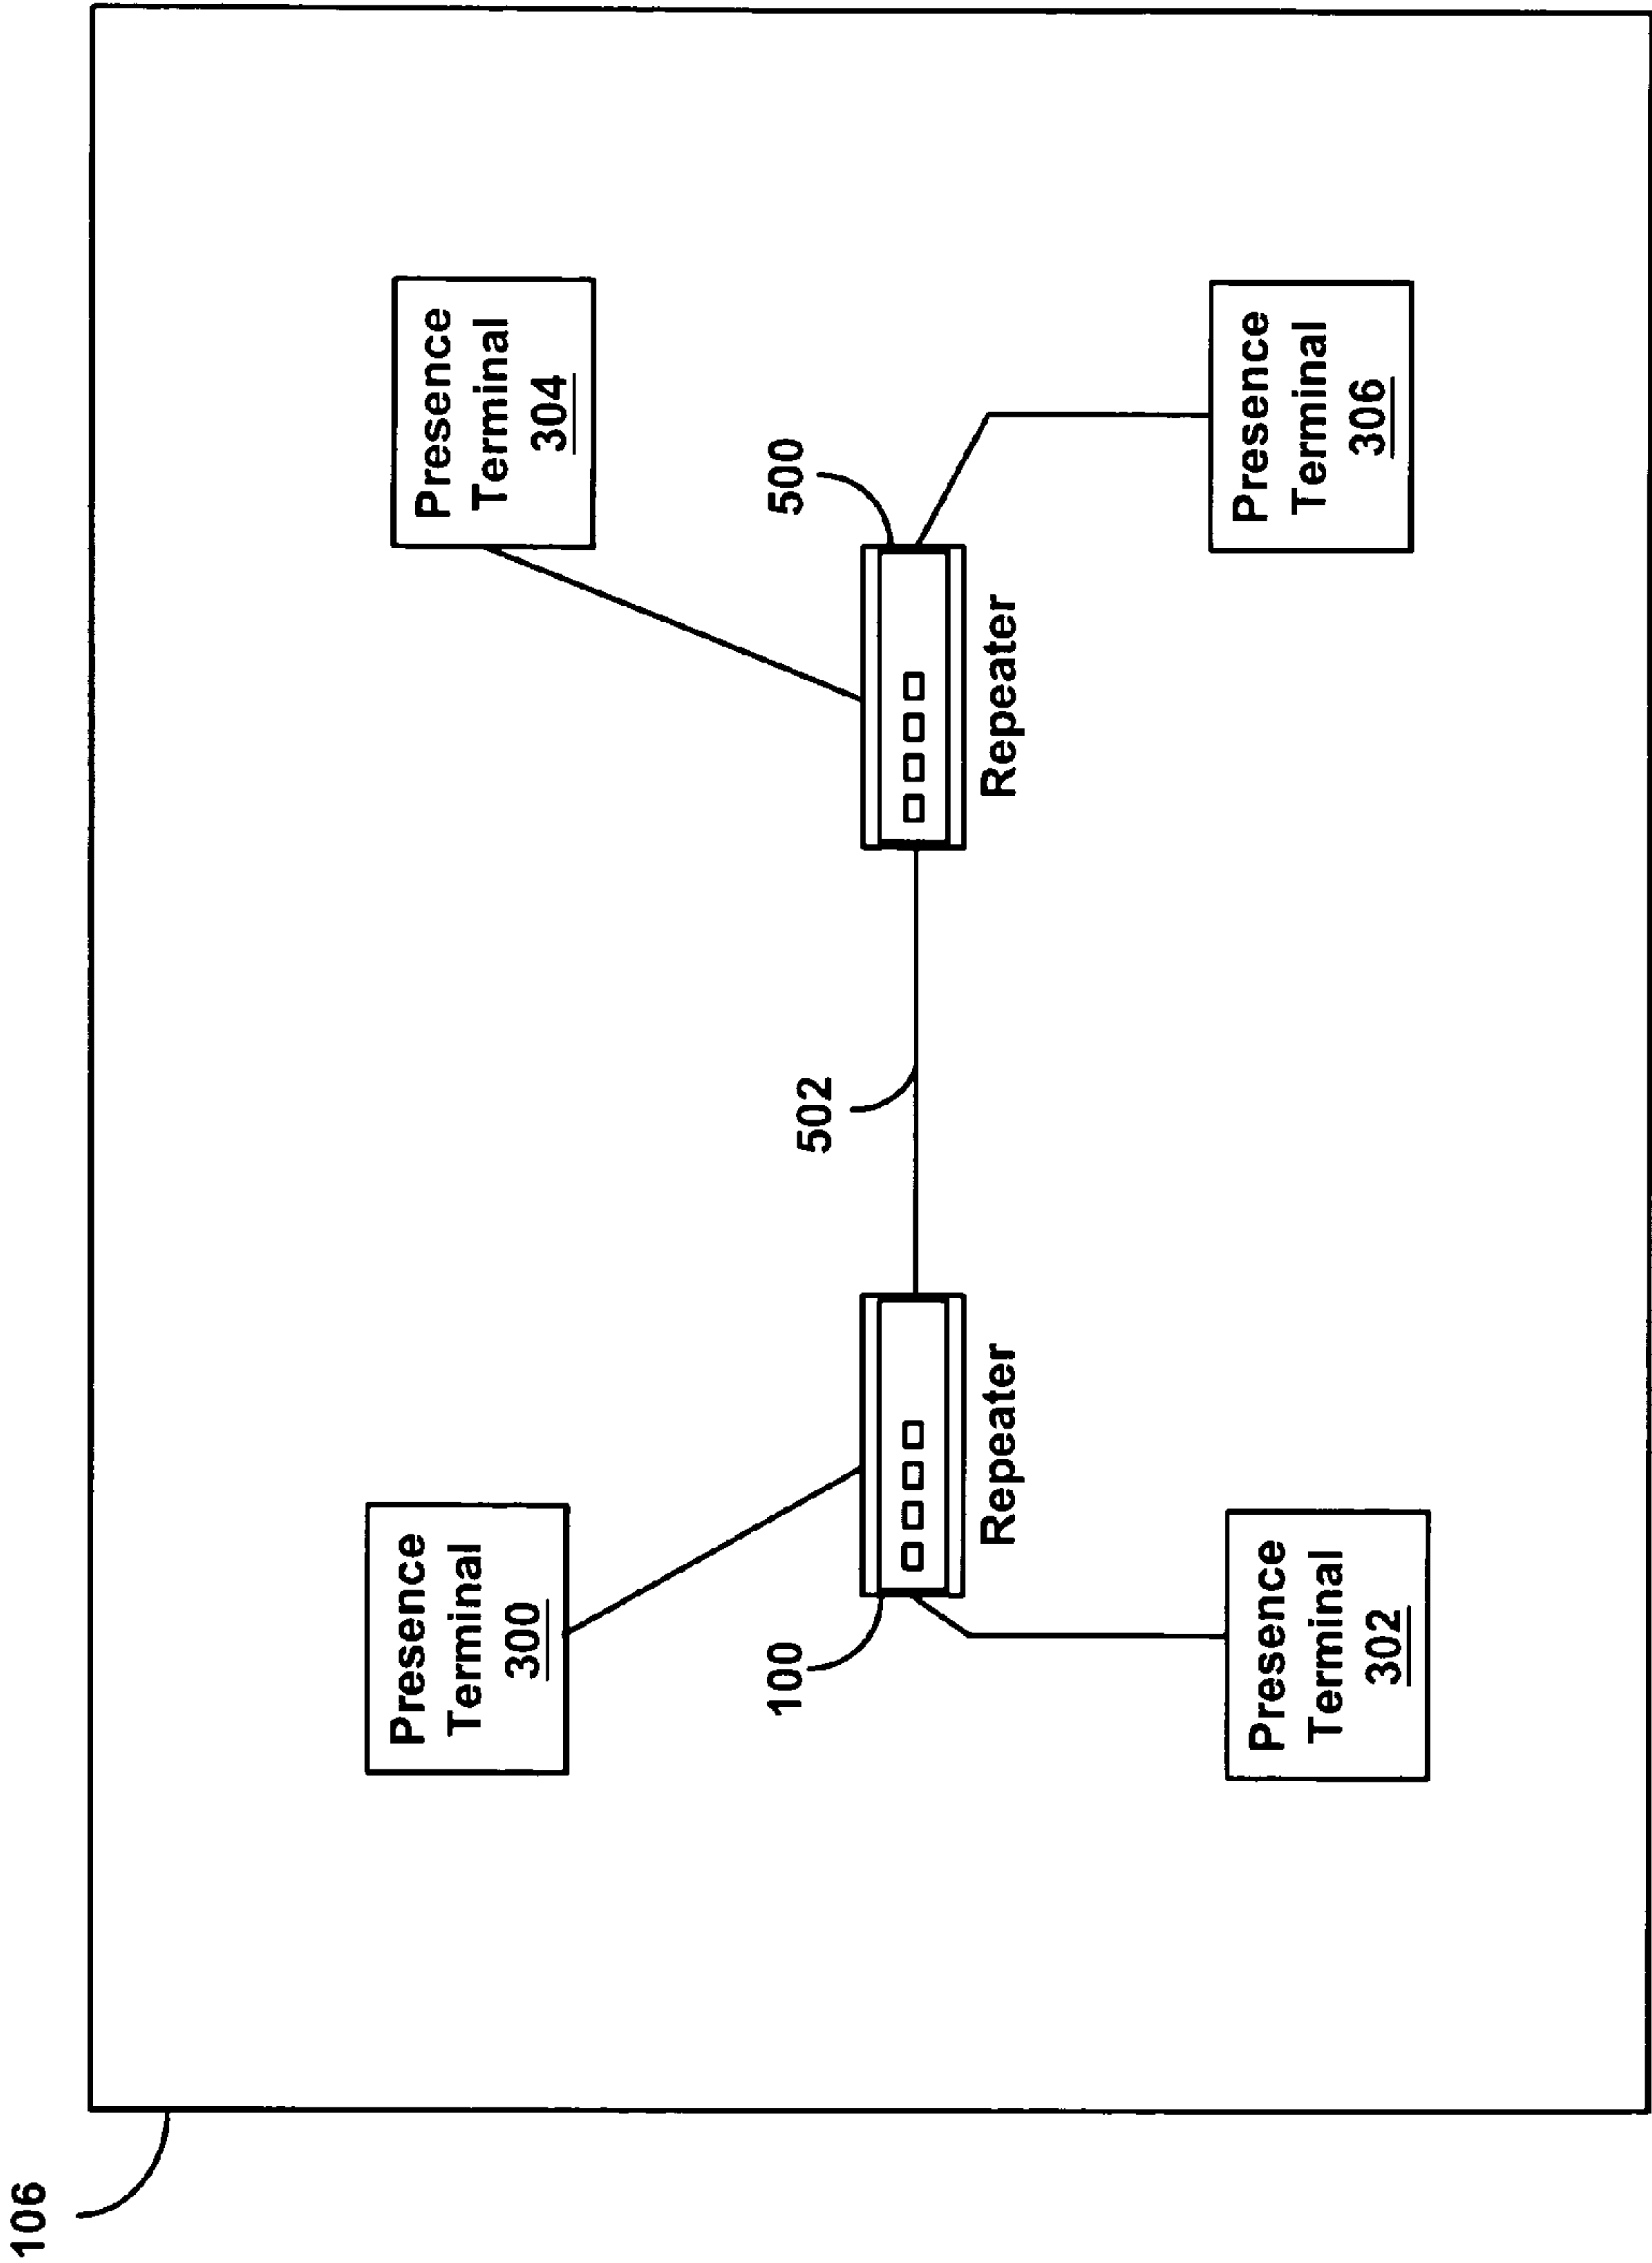 106
Presence
Terminal
300
Presence
Terminal
304
100
502
500
Repeater
Repeater
Presence
Terminal
302
Presence
Terminal
306